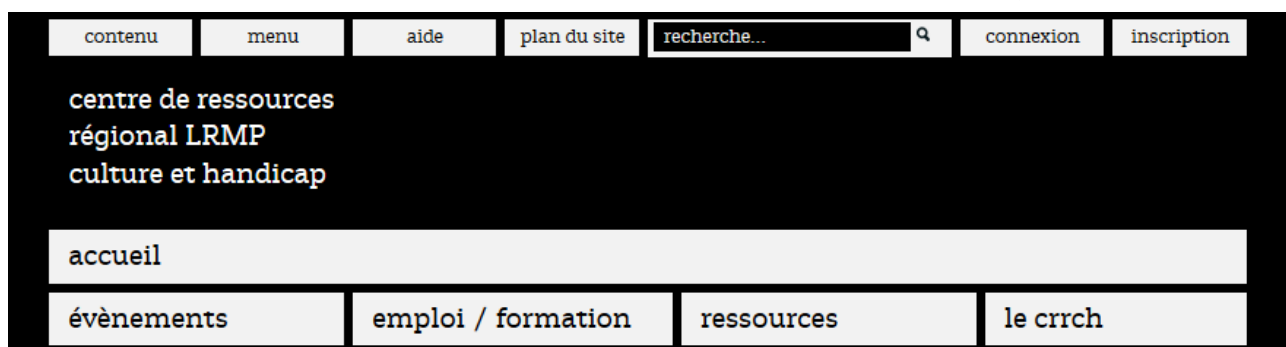 contenu menu aide plan du site recherche... connexion inscription
centre de ressources
régional LRMP
culture et handicap
accueil
évènements emploi / formation ressources le crrch